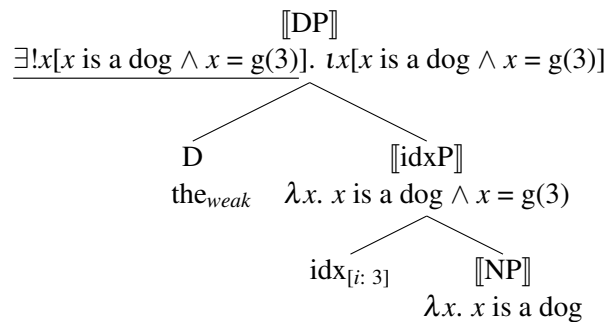 ⟦DP⟧
∃!x[x is a dog ∧ x = g(3)]. ιx[x is a dog ∧ x = g(3)]
D ⟦idxP⟧
the_weak λx. x is a dog ∧ x = g(3)
idx_[i: 3] ⟦NP⟧
λx. x is a dog